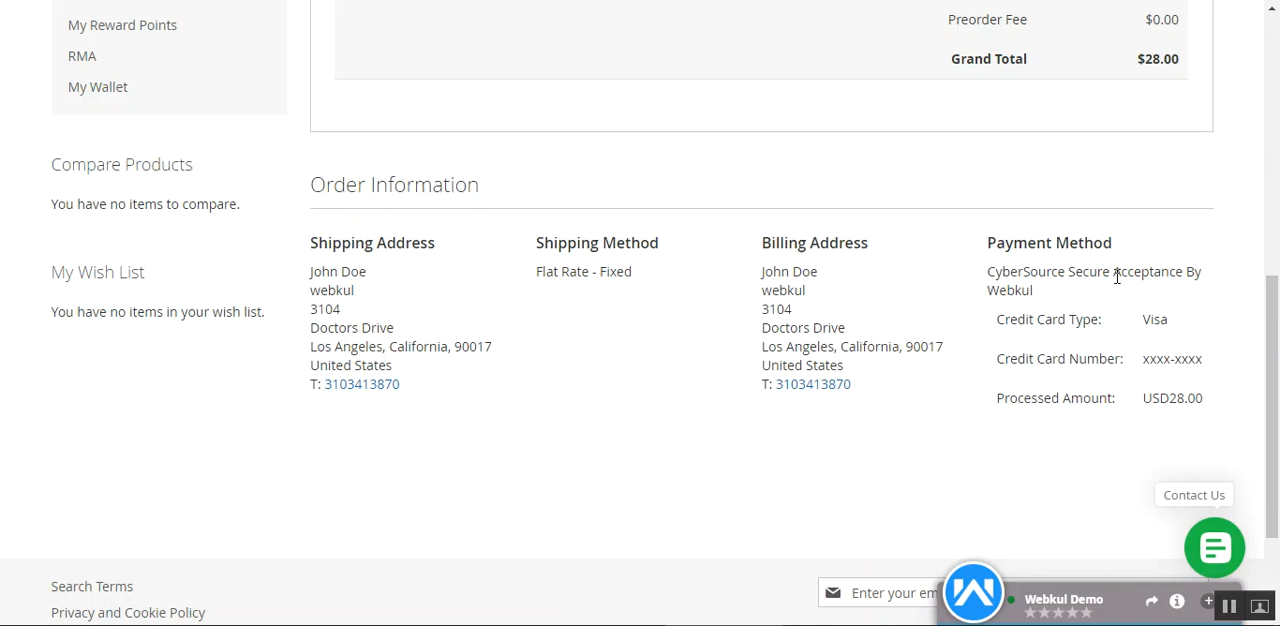 My Reward Points
RMA
My Wallet
Compare Products
You have no items to compare.
My Wish List
You have no items in your wish list.
Preorder Fee $0.00
Grand Total $28.00
Order Information
Shipping Address
John Doe
webkul
3104
Doctors Drive
Los Angeles, California, 90017
United States
T: 3103413870
Shipping Method
Flat Rate - Fixed
Billing Address
John Doe
webkul
3104
Doctors Drive
Los Angeles, California, 90017
United States
T: 3103413870
Payment Method
CyberSource Secure Acceptance By
Webkul
Credit Card Type: Visa
Credit Card Number: xxxx-xxxx
Processed Amount: USD28.00
Contact Us
Search Terms
Privacy and Cookie Policy
Enter your em
Webkul Demo